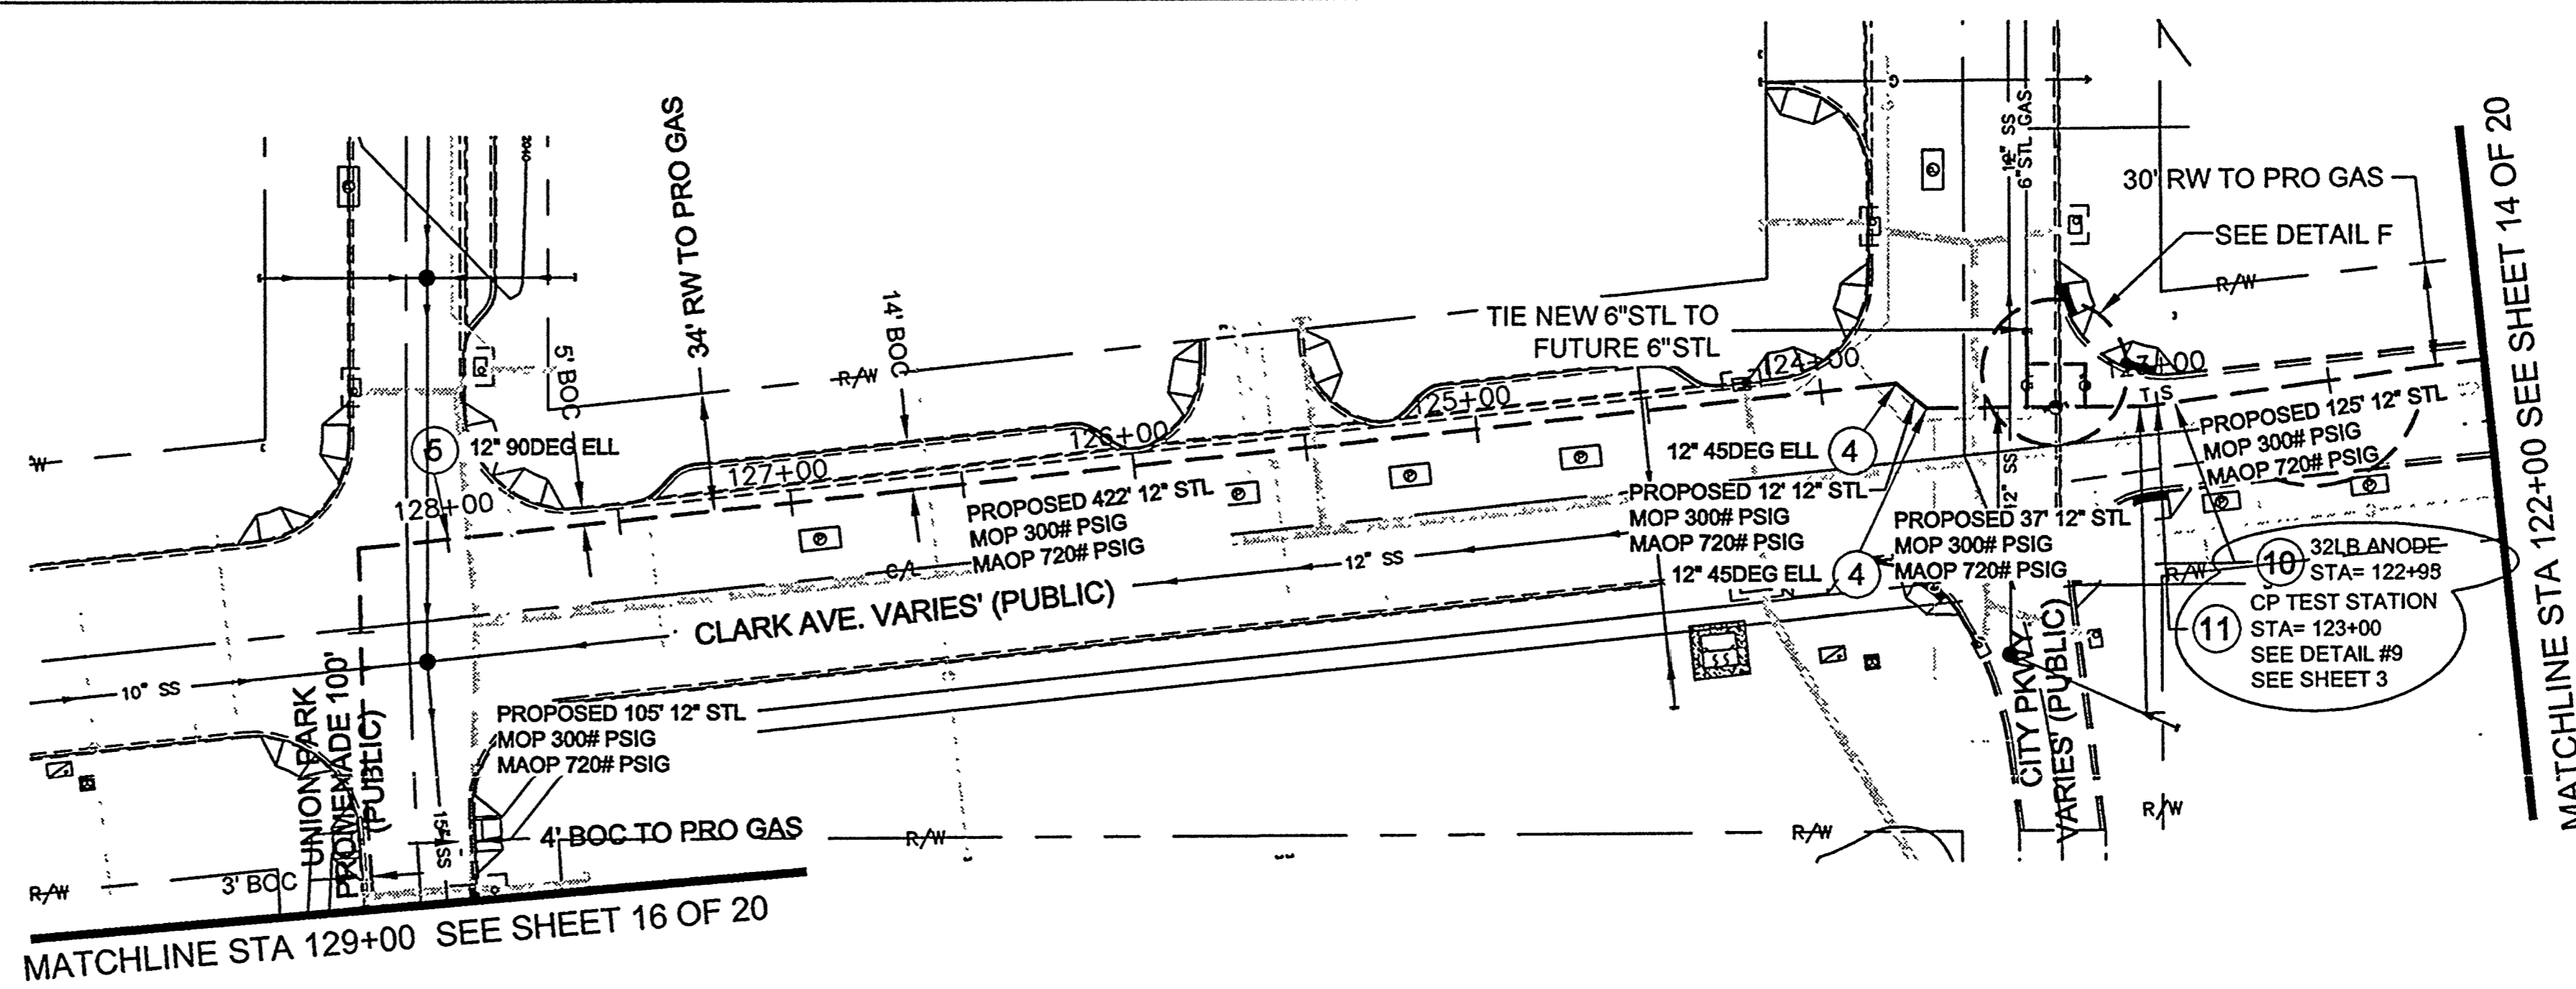 34' RW TO PRO GAS
14' BOC
5' BOC
R/W
5
12" 90DEG ELL
128+00
127+00
126+00
125+00
124+00
TIE NEW 6"STL TO
FUTURE 6"STL
12" SS
6"STL GAS
30' RW TO PRO GAS
SEE DETAIL F
R/W
T S
PROPOSED 125' 12" STL
MOP 300# PSIG
MAOP 720# PSIG
12" 45DEG ELL
4
PROPOSED 422' 12" STL
MOP 300# PSIG
MAOP 720# PSIG
PROPOSED 12' 12" STL
MOP 300# PSIG
MAOP 720# PSIG
12" 45DEG ELL
4
PROPOSED 37' 12" STL
MOP 300# PSIG
MAOP 720# PSIG
12" SS
C/L
12" SS
CLARK AVE. VARIES' (PUBLIC)
R/W
10
32LB ANODE
STA= 122+98
11
CP TEST STATION
STA= 123+00
SEE DETAIL #9
SEE SHEET 3
10" SS
UNION PARK
PROMENADE 100'
(PUBLIC)
PROPOSED 105' 12" STL
MOP 300# PSIG
MAOP 720# PSIG
15" SS
4' BOC TO PRO GAS
R/W
R/W
CITY PKWY
VARIES' (PUBLIC)
R/W
R/W
3' BOC
MATCHLINE STA 129+00 SEE SHEET 16 OF 20
MATCHLINE STA 122+00 SEE SHEET 14 OF 20